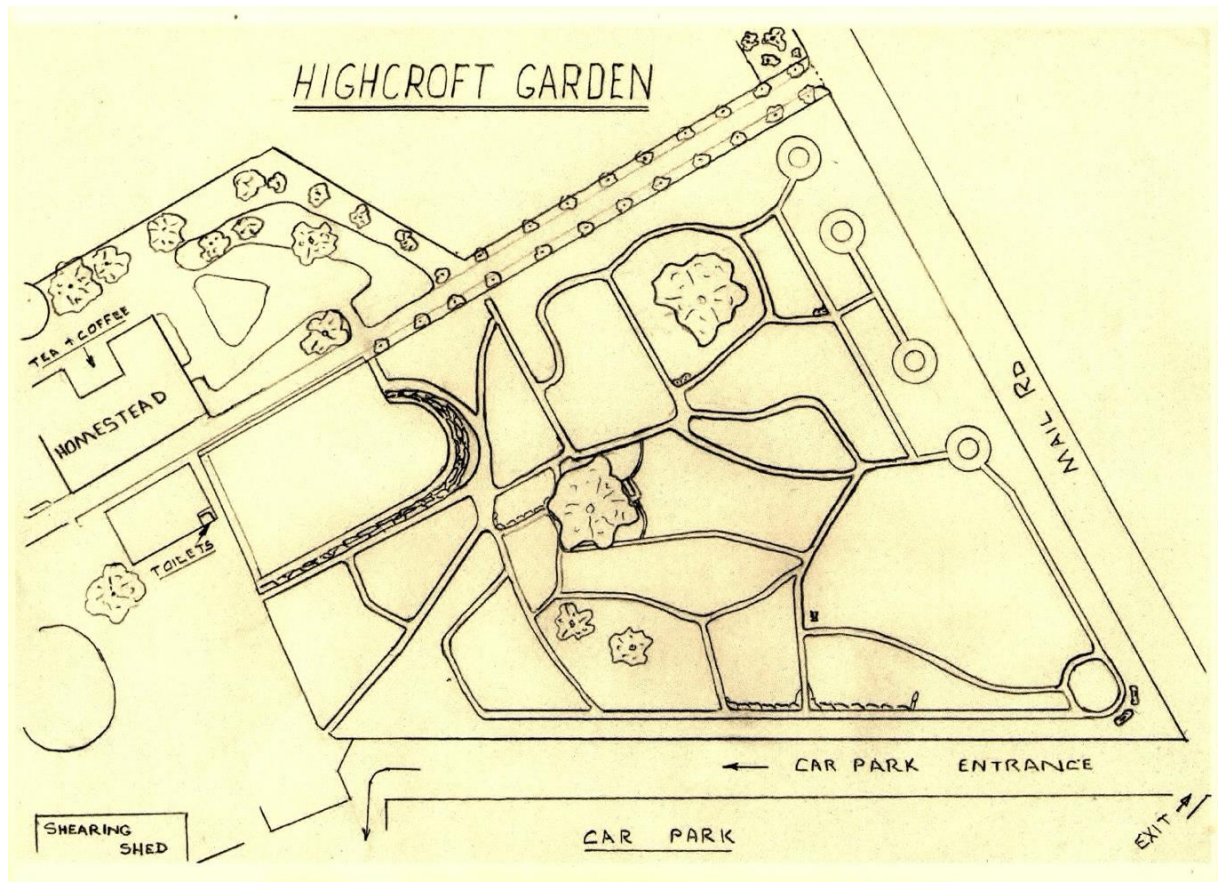 HIGHCROFT GARDEN
TEA + COFFEE
HOMESTEAD
TOILETS
MAIL RD
CAR PARK ENTRANCE
EXIT
CAR PARK
SHEARING
SHED